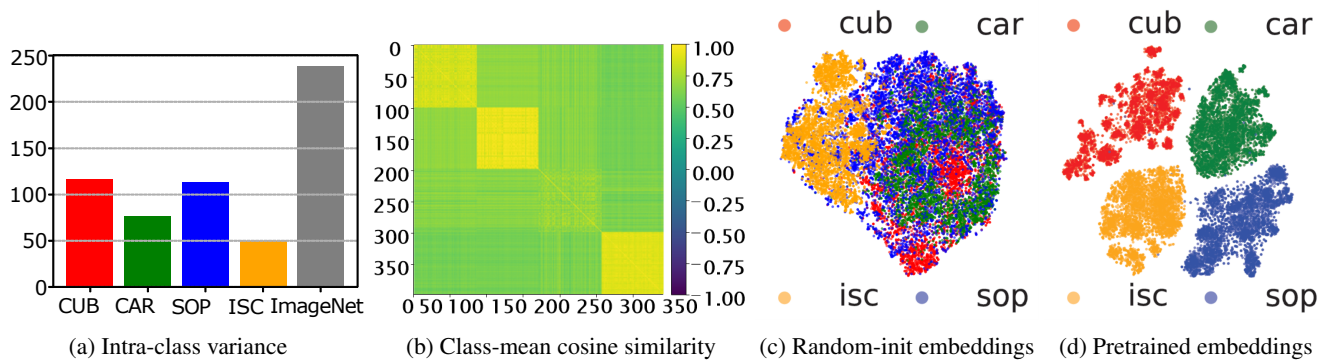 250
200
150
100
50
0
CUB CAR SOP ISC ImageNet
(a) Intra-class variance
0
50
100
150
200
250
300
350
0 50 100 150 200 250 300 350
1.00
0.75
0.50
0.25
0.00
−0.25
−0.50
−0.75
−1.00
(b) Class-mean cosine similarity
cub car
isc sop
(c) Random-init embeddings
cub car
isc sop
(d) Pretrained embeddings